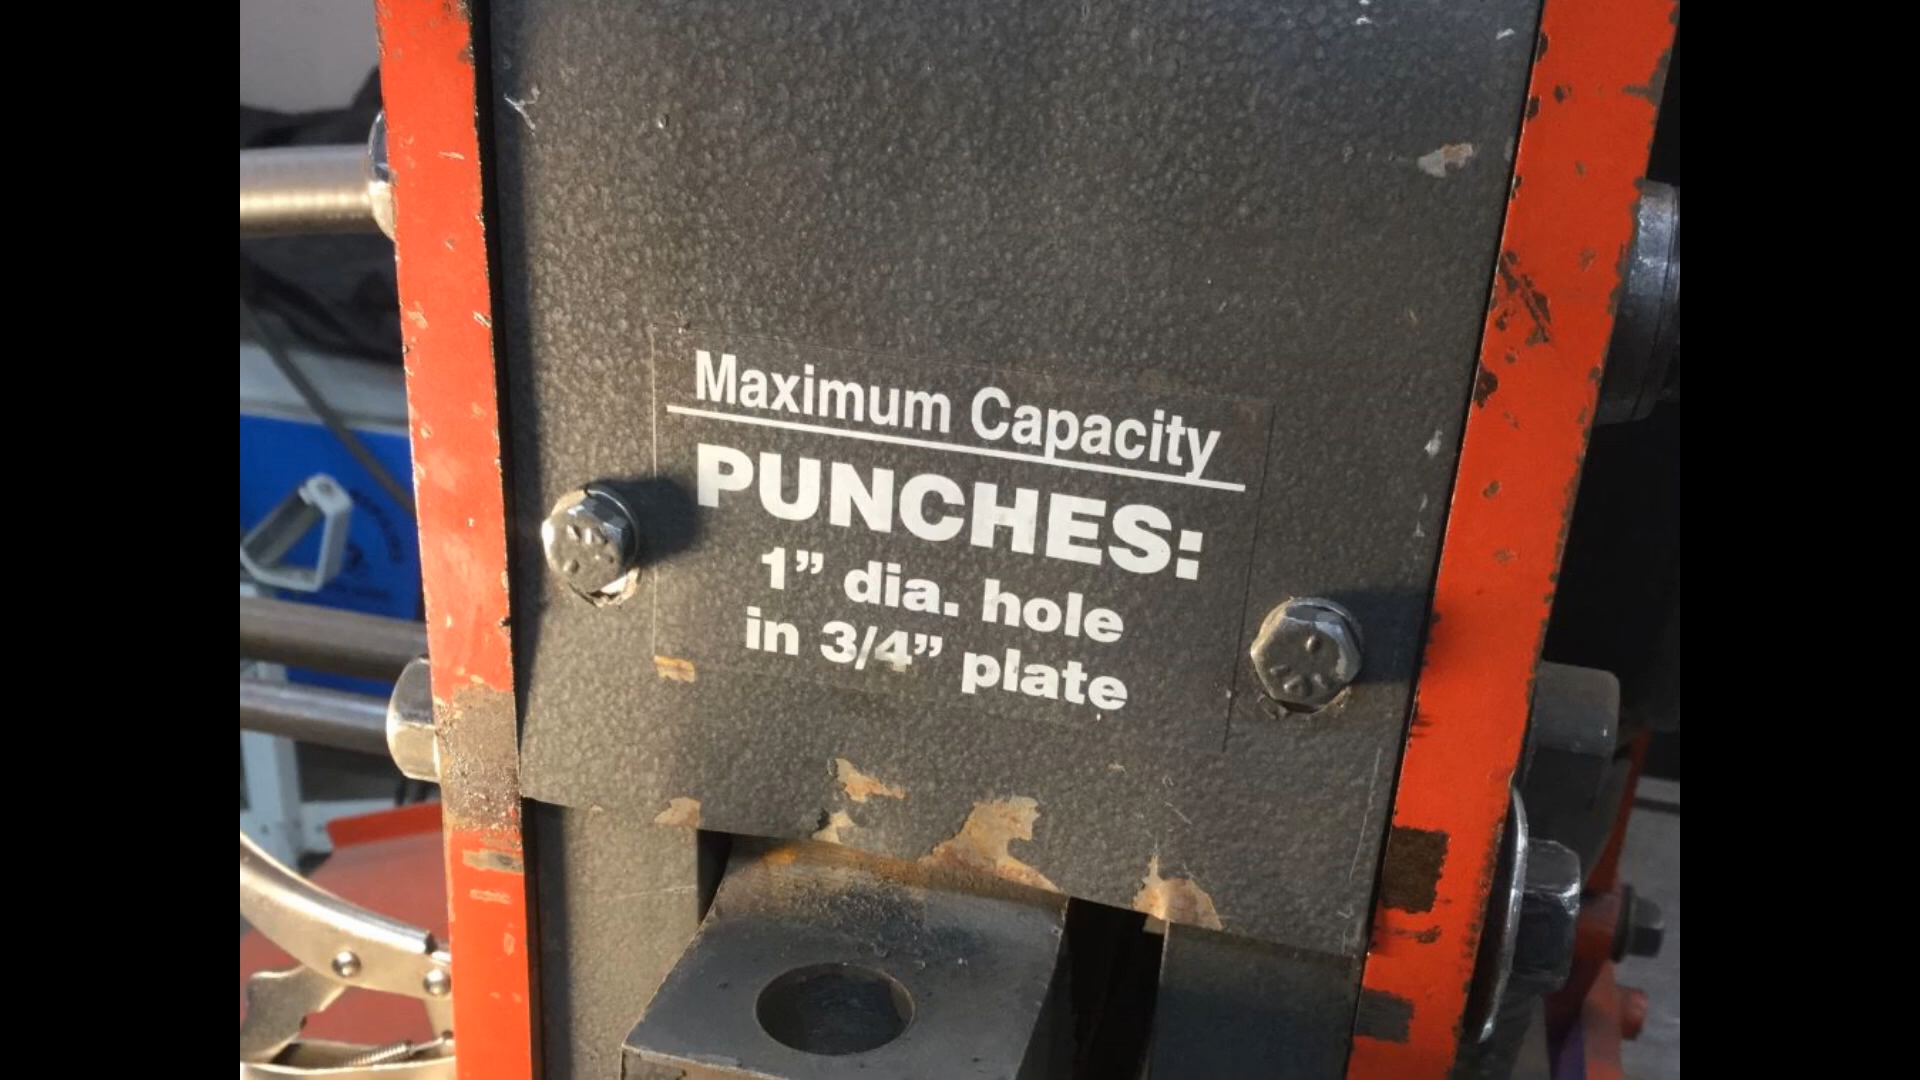 Maximum Capacity
PUNCHES:
1” dia. hole
in 3/4” plate